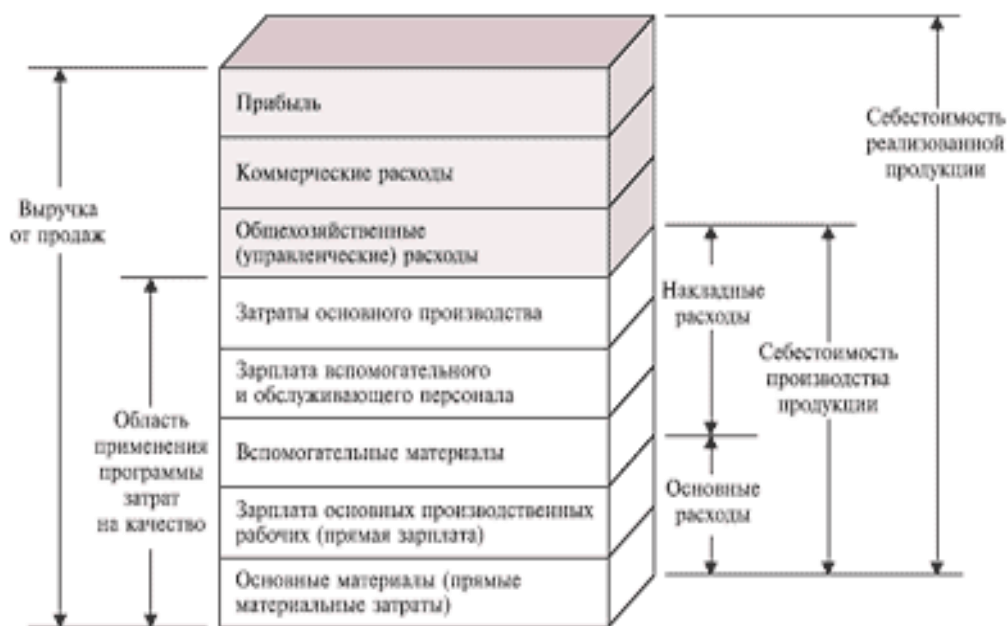 Прибыль
Коммерческие расходы
Общехозяйственные
(управленческие) расходы
Затраты основного производства
Зарплата вспомогательного
и обслуживающего персонала
Вспомогательные материалы
Зарплата основных производственных
рабочих (прямая зарплата)
Основные материалы (прямые
материальные затраты)
Выручка
от продаж
Область
применения
программы
затрат
на качество
Накладные
расходы
Основные
расходы
Себестоимость
производства
продукции
Себестоимость
реализованной
продукции